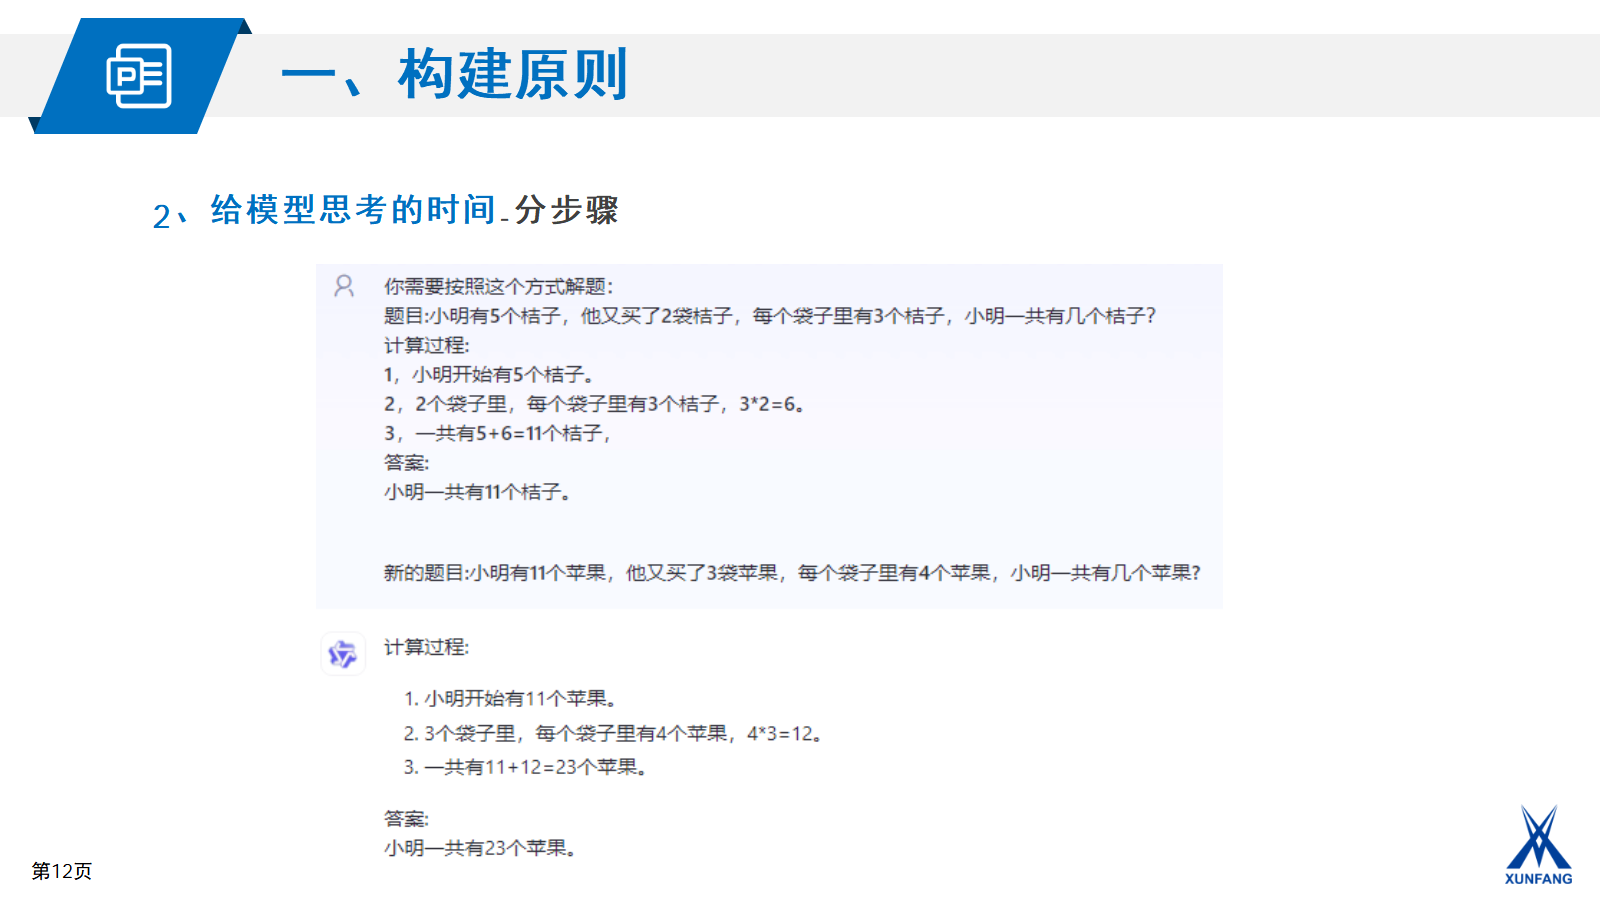 一、构建原则
2、给模型思考的时间-分步骤
你需要按照这个方式解题：
题目:小明有5个桔子，他又买了2袋桔子，每个袋子里有3个桔子，小明一共有几个桔子？
计算过程:
1，小明开始有5个桔子。
2，2个袋子里，每个袋子里有3个桔子，3*2=6。
3，一共有5+6=11个桔子，
答案:
小明一共有11个桔子。
新的题目:小明有11个苹果，他又买了3袋苹果，每个袋子里有4个苹果，小明一共有几个苹果?
计算过程:
1. 小明开始有11个苹果。
2. 3个袋子里，每个袋子里有4个苹果，4*3=12。
3. 一共有11+12=23个苹果。
答案:
小明一共有23个苹果。
第12页
XUNFANG